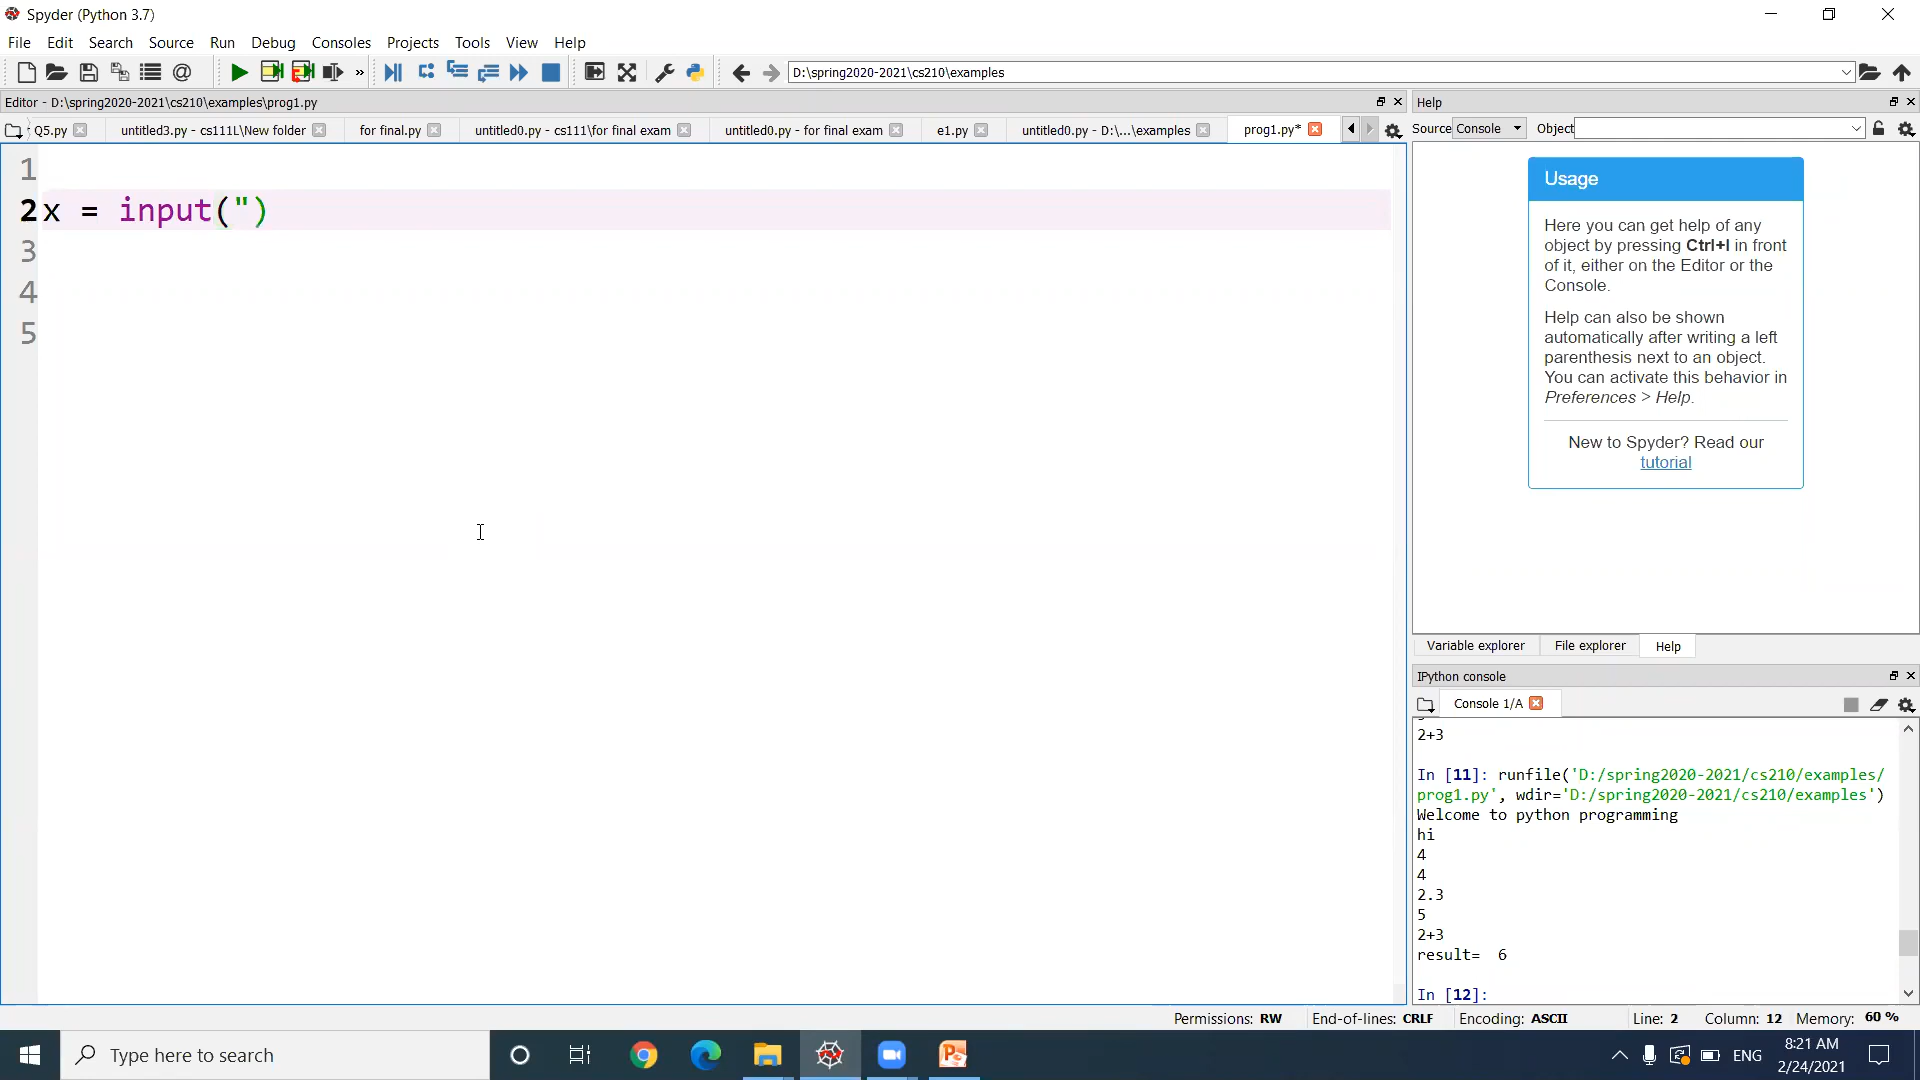 Spyder (Python 3.7)
File Edit Search Source Run Debug Consoles Projects Tools View Help
D:\spring2020-2021\cs210\examples
Editor - D:\spring2020-2021\cs210\examples\prog1.py
Help
Q5.py untitled3.py - cs111L\New folder for final.py untitled0.py - cs111\for final exam untitled0.py - for final exam e1.py untitled0.py - D:\...\examples prog1.py*
Source Console Object
1
2 x = input(")
3
4
5
Usage
Here you can get help of any
object by pressing Ctrl+I in front
of it, either on the Editor or the
Console.
Help can also be shown
automatically after writing a left
parenthesis next to an object.
You can activate this behavior in
Preferences > Help.
New to Spyder? Read our
tutorial
Variable explorer File explorer Help
IPython console
Console 1/A
2+3
In [11]: runfile('D:/spring2020-2021/cs210/examples/
prog1.py', wdir='D:/spring2020-2021/cs210/examples')
Welcome to python programming
hi
4
4
2.3
5
2+3
result=  6
In [12]:
Permissions: RW End-of-lines: CRLF Encoding: ASCII Line: 2 Column: 12 Memory: 60 %
Type here to search
ENG
8:21 AM
2/24/2021